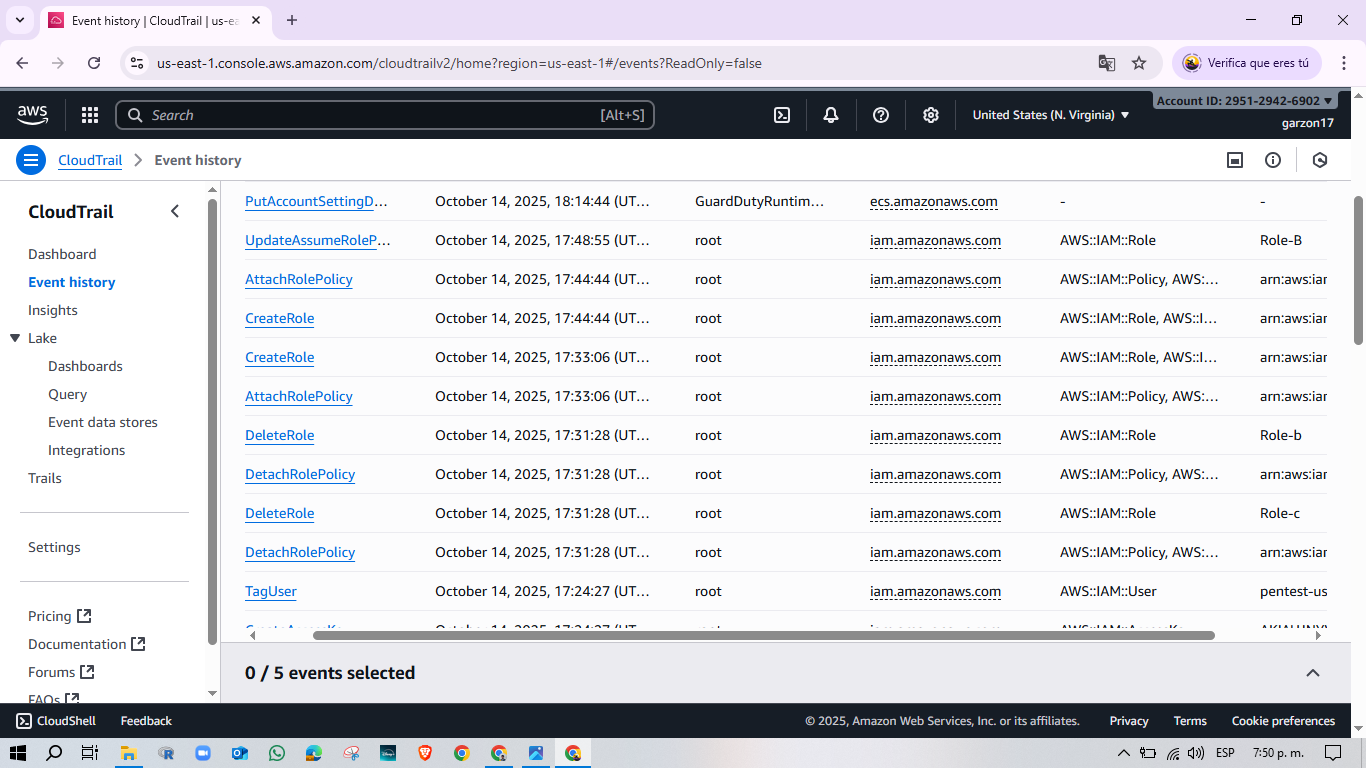 Event history | CloudTrail | us-ea
us-east-1.console.aws.amazon.com/cloudtrailv2/home?region=us-east-1#/events?ReadOnly=false
Verifica que eres tú
aws
Search
[Alt+S]
United States (N. Virginia)
Account ID: 2951-2942-6902
garzon17
CloudTrail
Event history
CloudTrail
Dashboard
Event history
Insights
Lake
Dashboards
Query
Event data stores
Integrations
Trails
Settings
Pricing
Documentation
Forums
FAQs
PutAccountSettingD... October 14, 2025, 18:14:44 (UT... GuardDutyRuntim... ecs.amazonaws.com - -
UpdateAssumeRoleP... October 14, 2025, 17:48:55 (UT... root iam.amazonaws.com AWS::IAM::Role Role-B
AttachRolePolicy October 14, 2025, 17:44:44 (UT... root iam.amazonaws.com AWS::IAM::Policy, AWS:... arn:aws:iar
CreateRole October 14, 2025, 17:44:44 (UT... root iam.amazonaws.com AWS::IAM::Role, AWS::I... arn:aws:iar
CreateRole October 14, 2025, 17:33:06 (UT... root iam.amazonaws.com AWS::IAM::Role, AWS::I... arn:aws:iar
AttachRolePolicy October 14, 2025, 17:33:06 (UT... root iam.amazonaws.com AWS::IAM::Policy, AWS:... arn:aws:iar
DeleteRole October 14, 2025, 17:31:28 (UT... root iam.amazonaws.com AWS::IAM::Role Role-b
DetachRolePolicy October 14, 2025, 17:31:28 (UT... root iam.amazonaws.com AWS::IAM::Policy, AWS:... arn:aws:iar
DeleteRole October 14, 2025, 17:31:28 (UT... root iam.amazonaws.com AWS::IAM::Role Role-c
DetachRolePolicy October 14, 2025, 17:31:28 (UT... root iam.amazonaws.com AWS::IAM::Policy, AWS:... arn:aws:iar
TagUser October 14, 2025, 17:24:27 (UT... root iam.amazonaws.com AWS::IAM::User pentest-us
0 / 5 events selected
CloudShell
Feedback
© 2025, Amazon Web Services, Inc. or its affiliates.
Privacy
Terms
Cookie preferences
ESP
7:50 p. m.